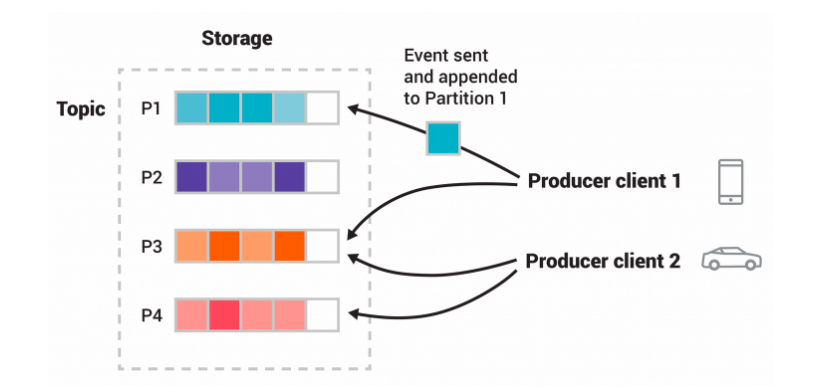 Storage
Event sent
and appended
to Partition 1
Topic
P1
P2
Producer client 1
P3
Producer client 2
P4